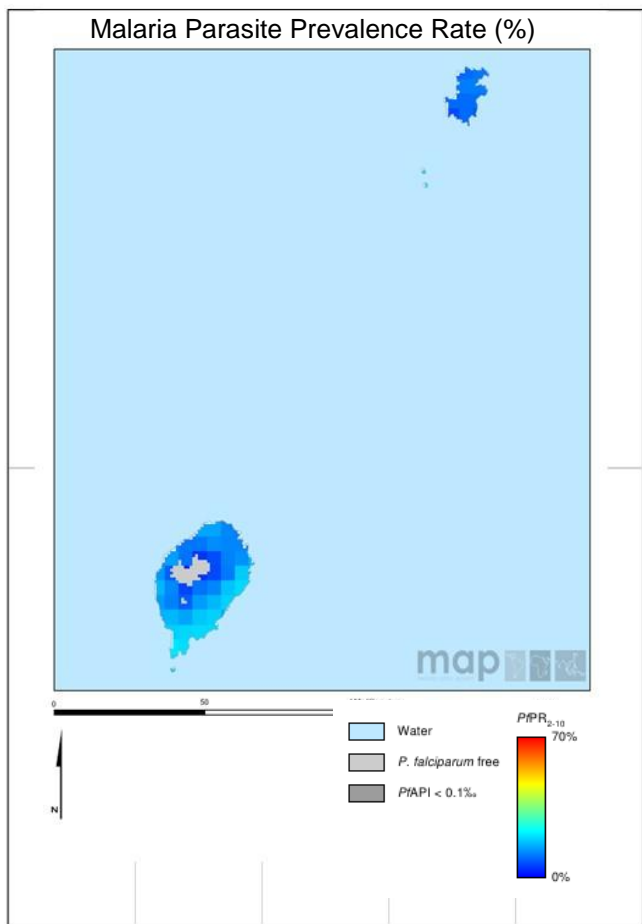 Malaria Parasite Prevalence Rate (%)
map
0
50
N
Water
P. falciparum free
PfAPI < 0.1‰
PfPR2-10
70%
0%